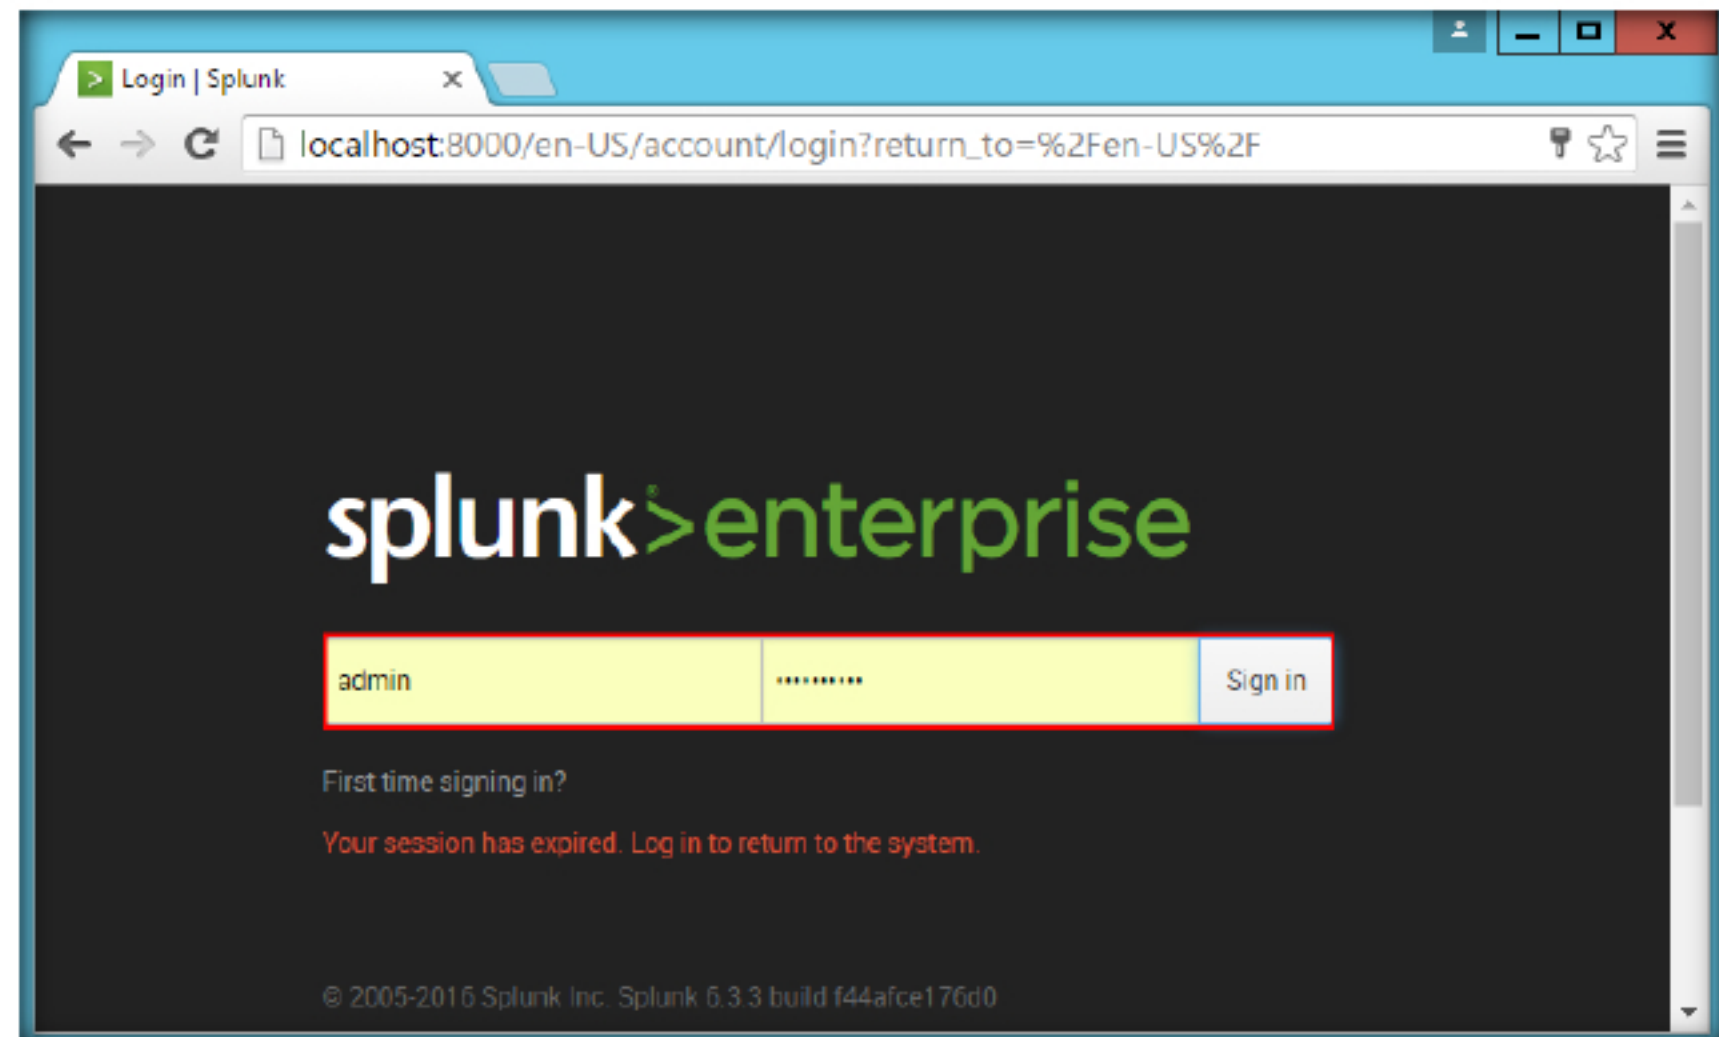 Login | Splunk
localhost:8000/en-US/account/login?return_to=%2Fen-US%2F
splunk>enterprise
admin
Sign in
First time signing in?
Your session has expired. Log in to return to the system.
© 2005-2016 Splunk Inc. Splunk 6.3.3 build f44afce176d0